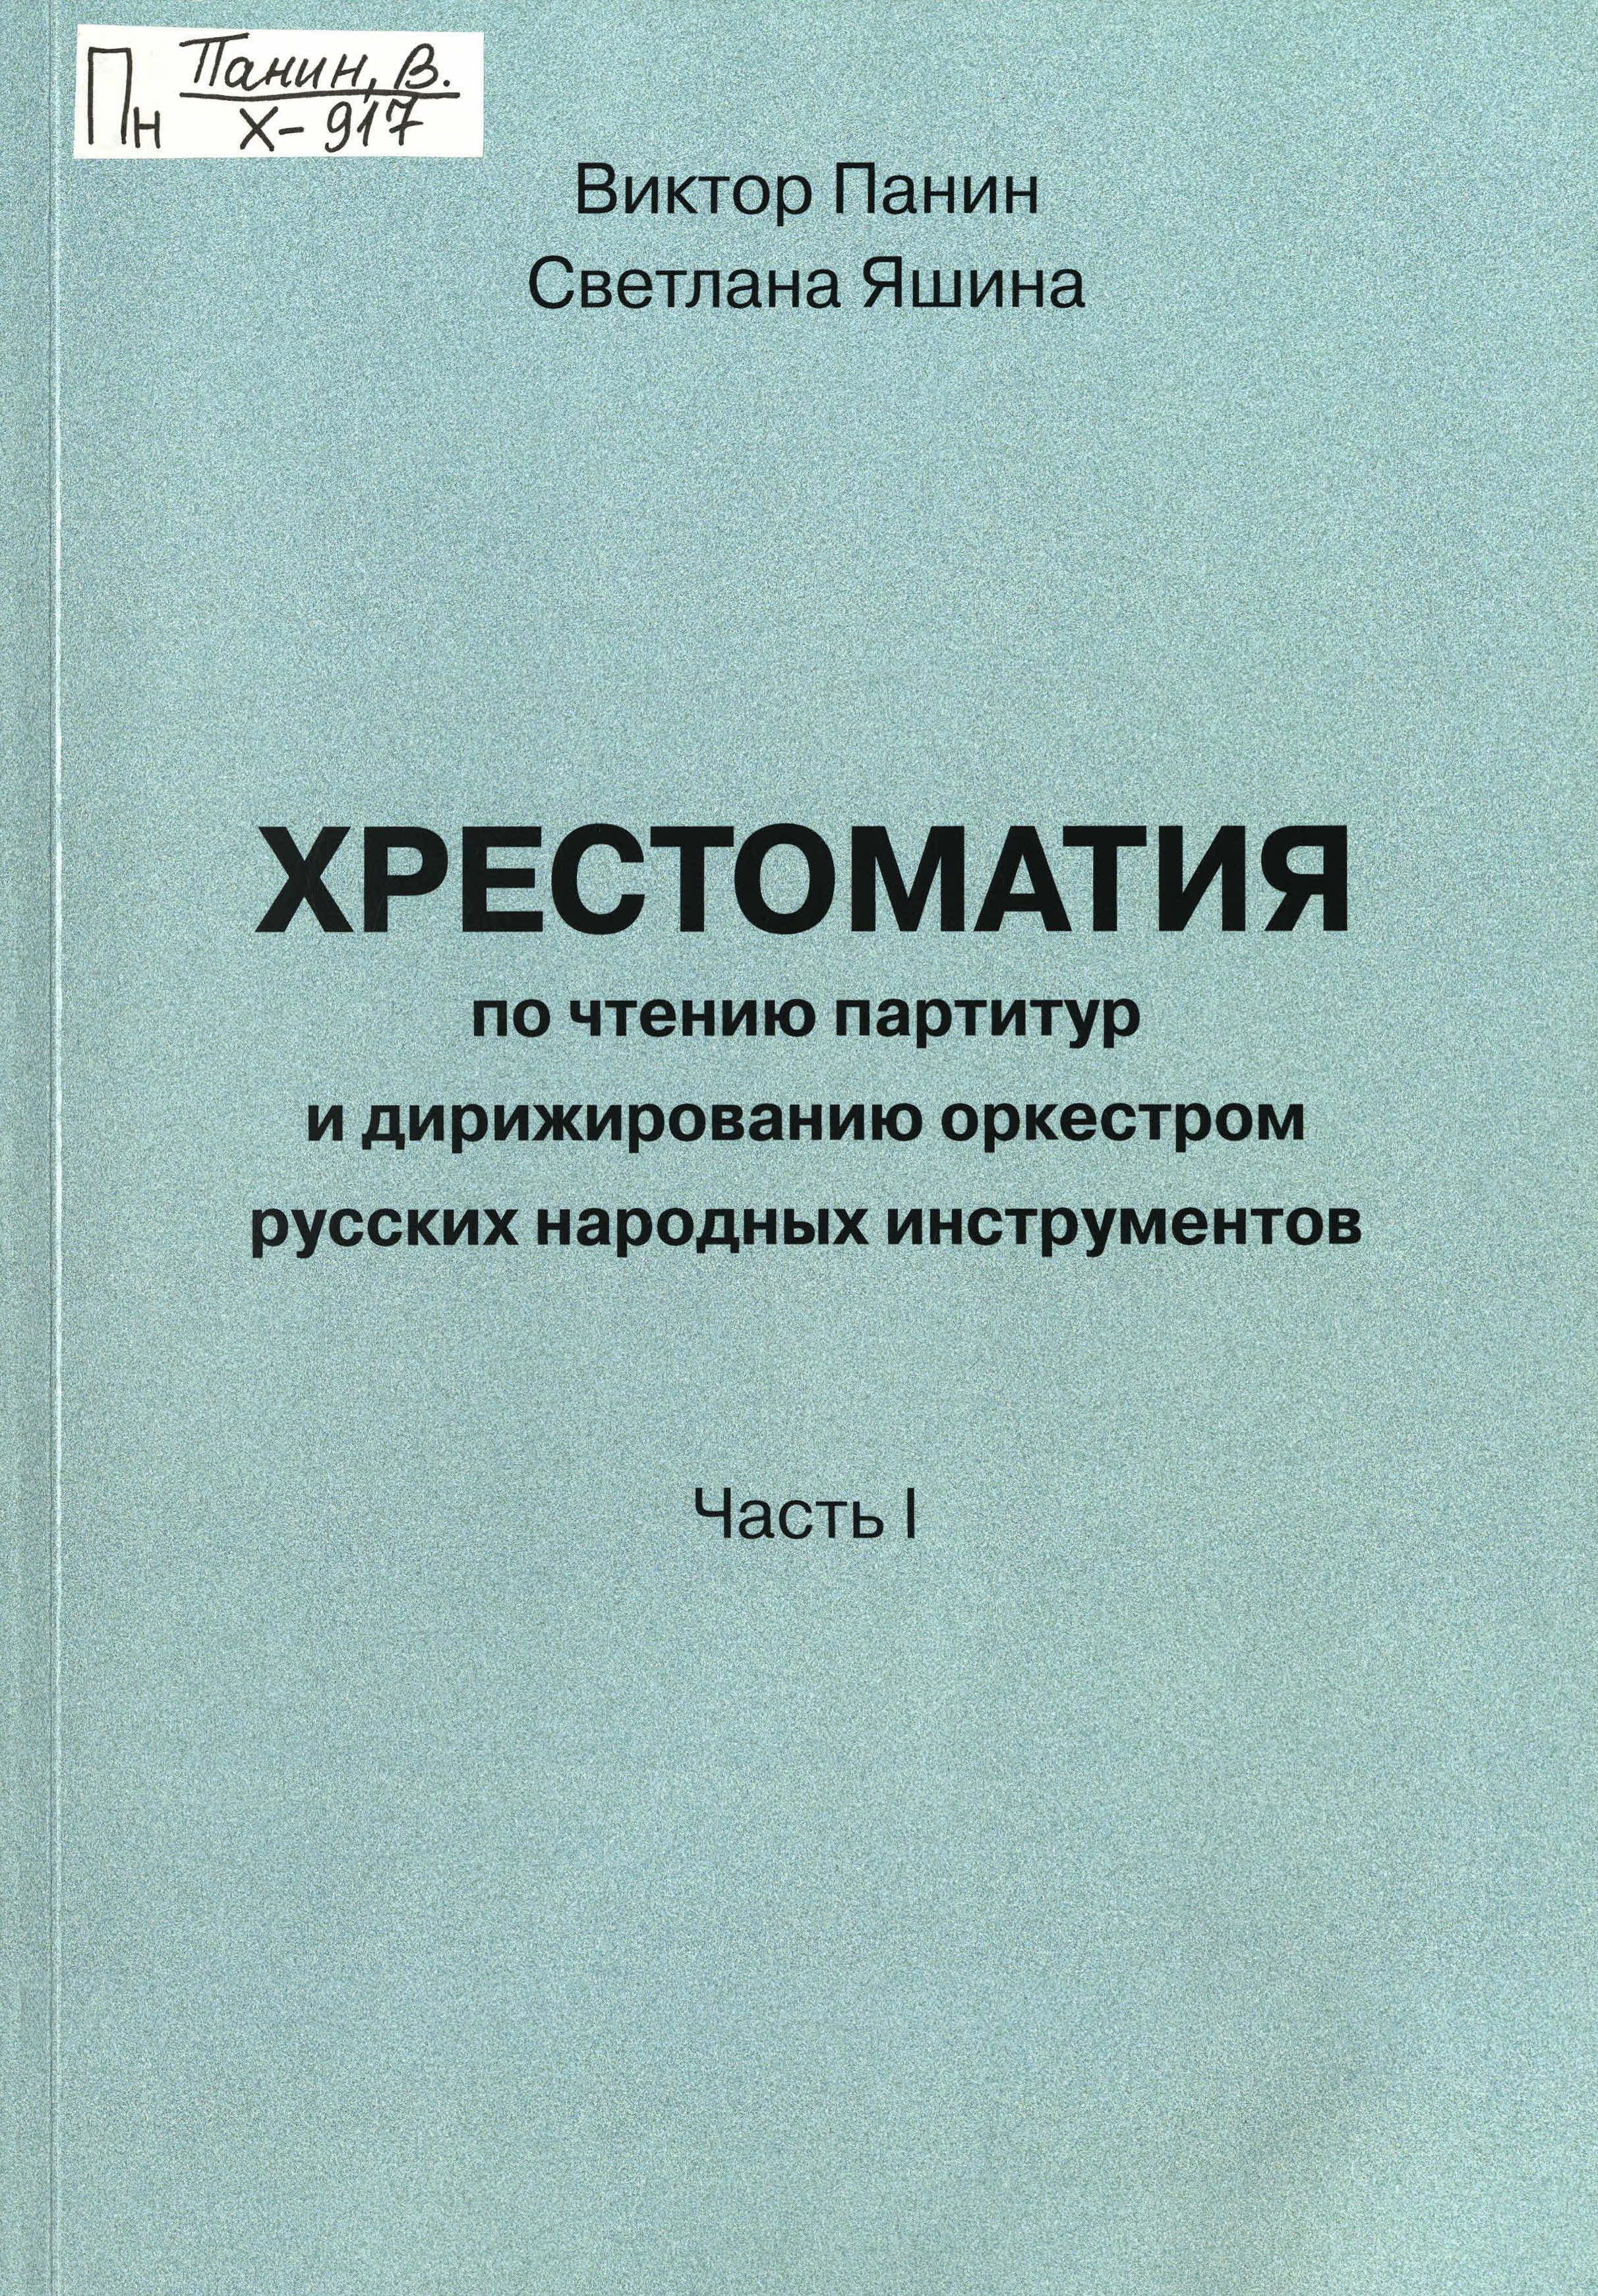 Пн Панин, В.
Х-917
Виктор Панин
Светлана Яшина
ХРЕСТОМАТИЯ
по чтению партитур
и дирижированию оркестром
русских народных инструментов
Часть I